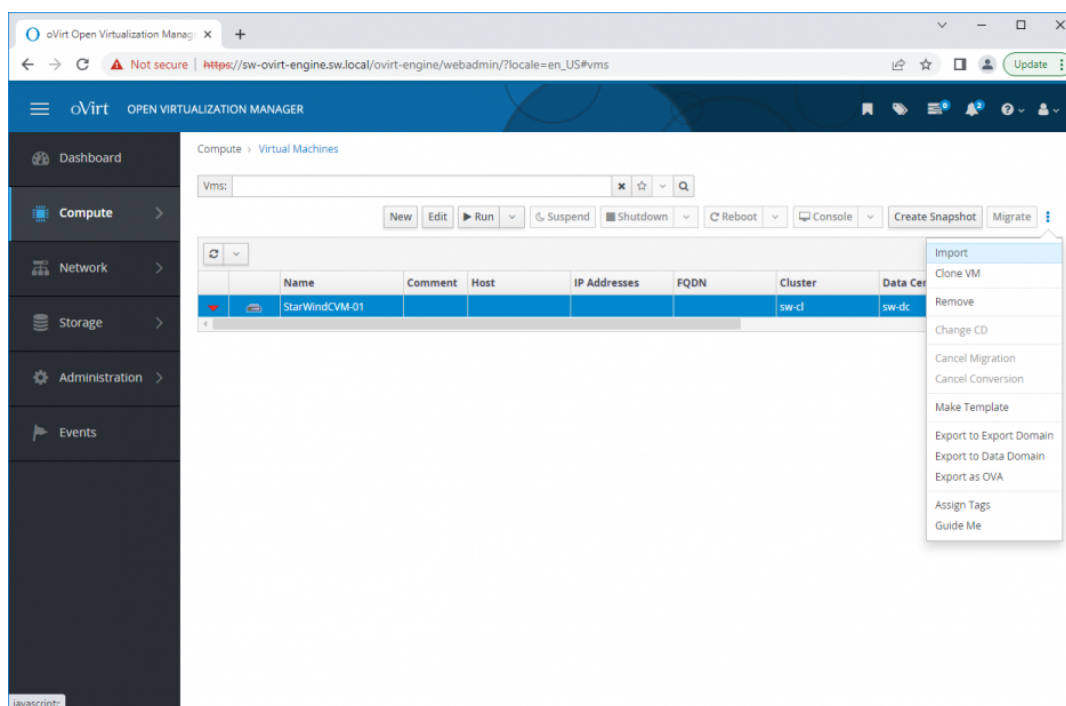 oVirt Open Virtualization Manag
Not secure
https://sw-ovirt-engine.sw.local/ovirt-engine/webadmin/?locale=en_US#vms
Update
oVirt OPEN VIRTUALIZATION MANAGER
0
2
Dashboard
Compute
Network
Storage
Administration
Events
Compute > Virtual Machines
Vms:
New Edit Run Suspend Shutdown Reboot Console Create Snapshot Migrate
Name Comment Host IP Addresses FQDN Cluster Data Cen
StarWindCVM-01 sw-cl sw-dc
Import
Clone VM
Remove
Change CD
Cancel Migration
Cancel Conversion
Make Template
Export to Export Domain
Export to Data Domain
Export as OVA
Assign Tags
Guide Me
javascript: